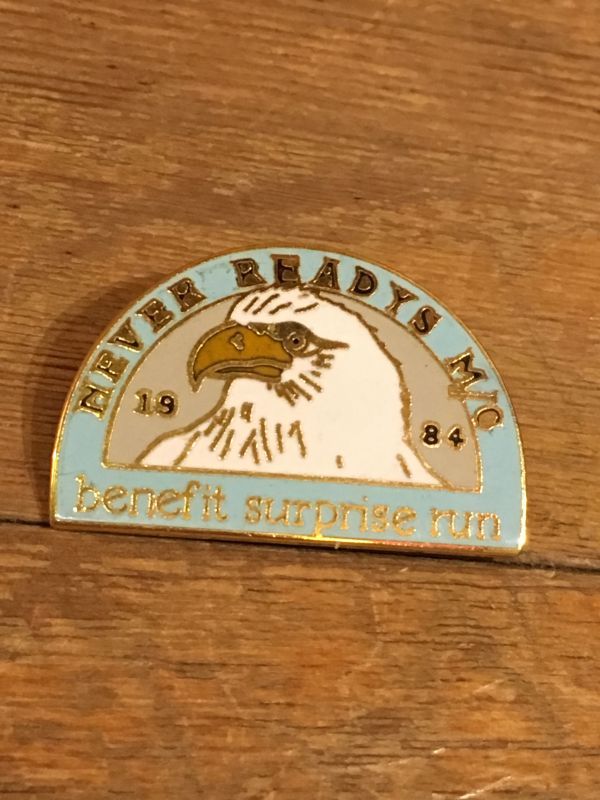 NEVER READYS M/C
19 84
benefit surprise run